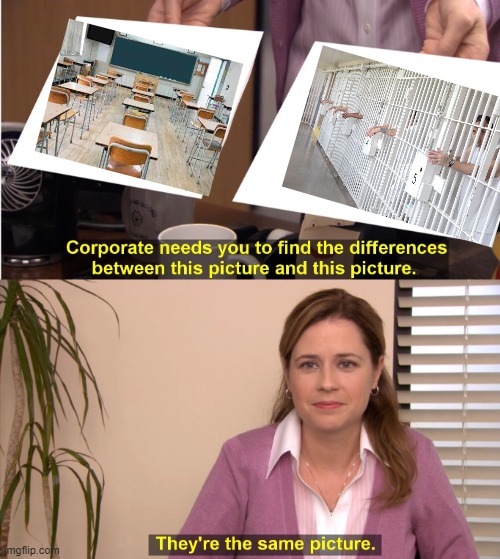 Corporate needs you to find the differences
between this picture and this picture.
They're the same picture.
imgflip.com